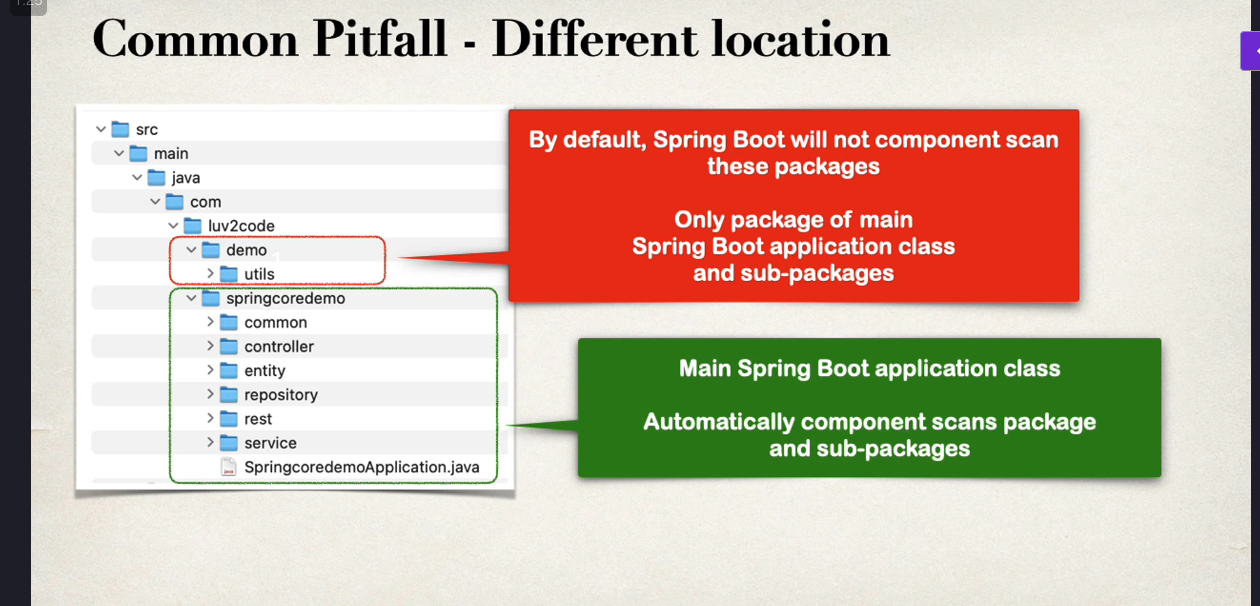 1:25
Common Pitfall - Different location
src
main
java
com
luv2code
demo
utils
springcoredemo
common
controller
entity
repository
rest
service
SpringcoredemoApplication.java
By default, Spring Boot will not component scan
these packages
Only package of main
Spring Boot application class
and sub-packages
Main Spring Boot application class
Automatically component scans package
and sub-packages